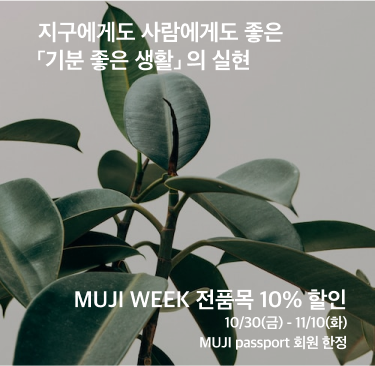 지구에게도 사람에게도 좋은
「기분 좋은 생활」의 실현
MUJI WEEK 전품목 10% 할인
10/30(금) - 11/10(화)
MUJI passport 회원 한정